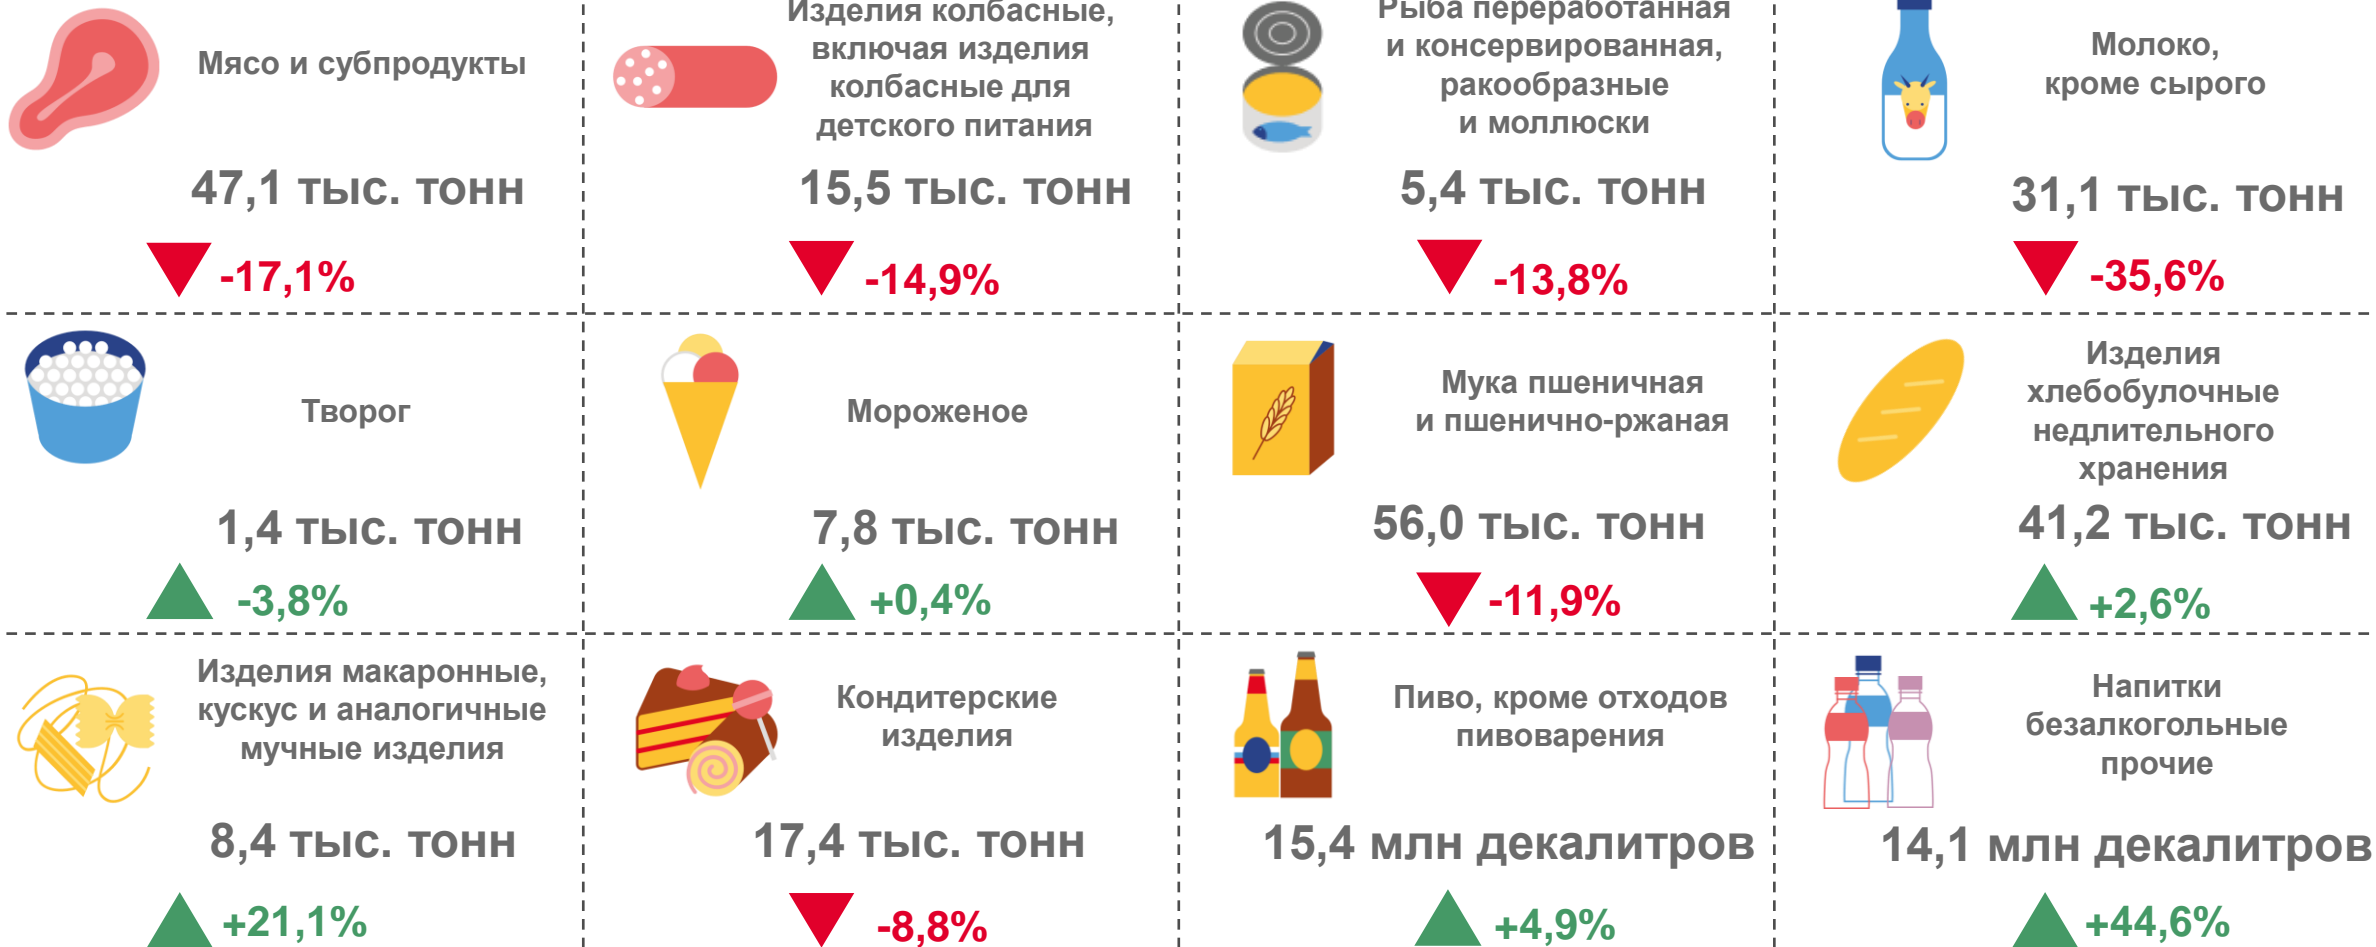 Мясо и субпродукты
47,1 тыс. тонн
-17,1%
Изделия колбасные,
включая изделия
колбасные для
детского питания
15,5 тыс. тонн
-14,9%
Рыба переработанная
и консервированная,
ракообразные
и моллюски
5,4 тыс. тонн
-13,8%
Молоко,
кроме сырого
31,1 тыс. тонн
-35,6%
Творог
1,4 тыс. тонн
-3,8%
Мороженое
7,8 тыс. тонн
+0,4%
Мука пшеничная
и пшенично-ржаная
56,0 тыс. тонн
-11,9%
Изделия
хлебобулочные
недлительного
хранения
41,2 тыс. тонн
+2,6%
Изделия макаронные,
кускус и аналогичные
мучные изделия
8,4 тыс. тонн
+21,1%
Кондитерские
изделия
17,4 тыс. тонн
-8,8%
Пиво, кроме отходов
пивоварения
15,4 млн декалитров
+4,9%
Напитки
безалкогольные
прочие
14,1 млн декалитров
+44,6%